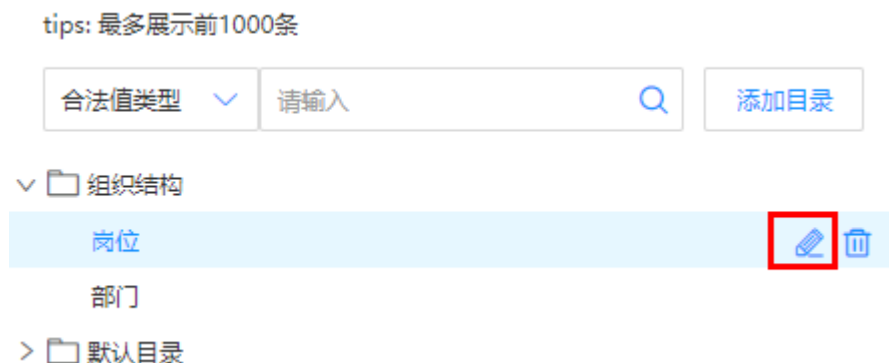 tips: 最多展示前1000条
合法值类型 请输入 添加目录
组织结构
岗位
部门
默认目录